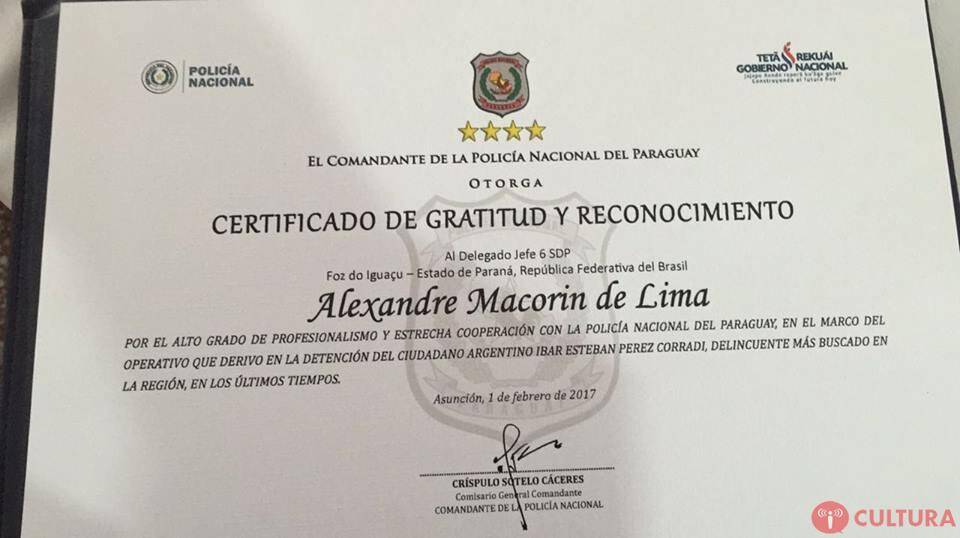 POLICÍA
NACIONAL
TETÃ REKUÁI
GOBIERNO NACIONAL
Construyendo el futuro hoy
EL COMANDANTE DE LA POLICÍA NACIONAL DEL PARAGUAY
OTORGA
CERTIFICADO DE GRATITUD Y RECONOCIMIENTO
Al Delegado Jefe 6 SDP
Foz do Iguaçu – Estado de Paraná, República Federativa del Brasil
Alexandre Macorin de Lima
POR EL ALTO GRADO DE PROFESIONALISMO Y ESTRECHA COOPERACIÓN CON LA POLICÍA NACIONAL DEL PARAGUAY, EN EL MARCO DEL
OPERATIVO QUE DERIVO EN LA DETENCIÓN DEL CIUDADANO ARGENTINO IBAR ESTEBAN PEREZ CORRADI, DELINCUENTE MÁS BUSCADO EN
LA REGIÓN, EN LOS ÚLTIMOS TIEMPOS.
Asunción, 1 de febrero de 2017
CRÍSPULO SOTELO CÁCERES
Comisario General Comandante
COMANDANTE DE LA POLICÍA NACIONAL
CULTURA